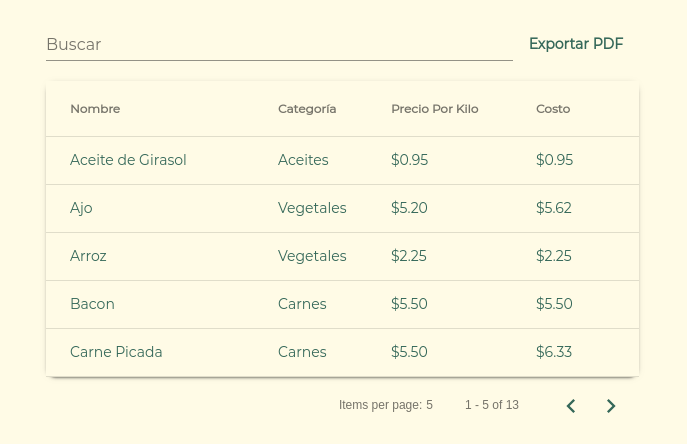 Buscar
Exportar PDF
Nombre Categoría Precio Por Kilo Costo
Aceite de Girasol Aceites $0.95 $0.95
Ajo Vegetales $5.20 $5.62
Arroz Vegetales $2.25 $2.25
Bacon Carnes $5.50 $5.50
Carne Picada Carnes $5.50 $6.33
Items per page: 5 1 - 5 of 13